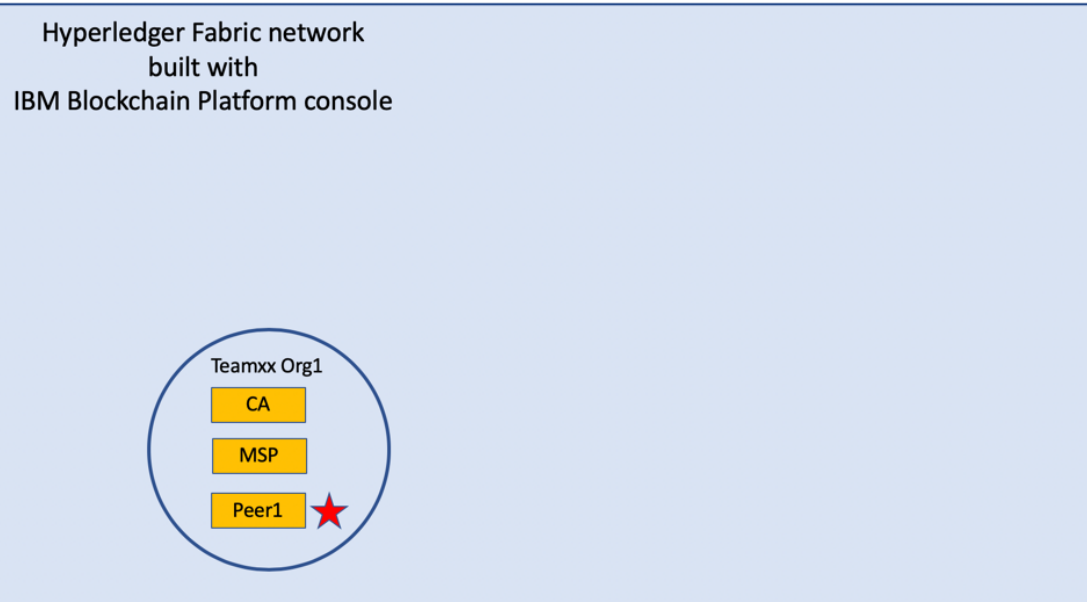 Hyperledger Fabric network
built with
IBM Blockchain Platform console
Teamxx Org1
CA
MSP
Peer1